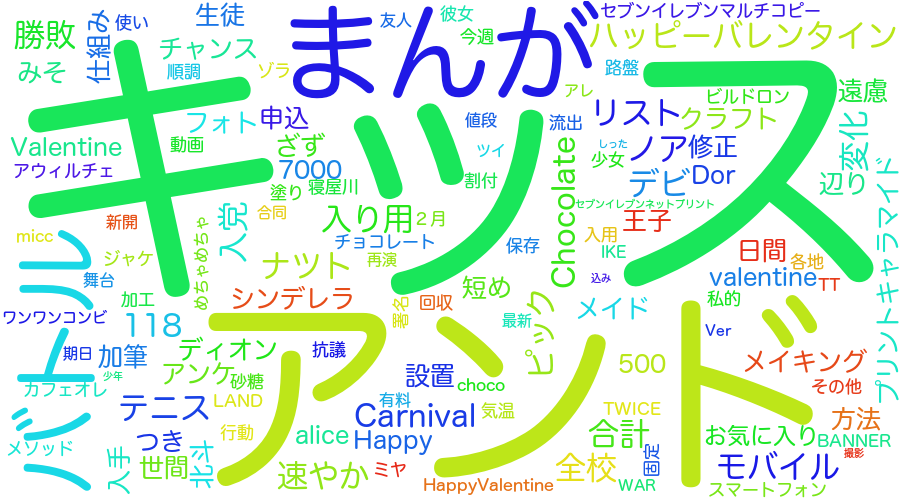 セブンイレブンマルチコピー
仕組み
使い
生徒
友人
彼女
今週
まんが
ハッピーバレンタイン
勝敗
チャンス
順調
ゾラ
みそ
キッズ
路盤
アレ
ビルドロン
遠慮
リスト
クラフト
値段
流出
フォト
申込
Valentine
動画
ざず
アウィルチェ
7000
ツイ
しった
少女
ノア
修正
変化
辺り
Chocolate
割付
デビ
Dor
塗り
寝屋川
セブンイレブンネットプリント
合同
入り用
2月
王子
新開
入党
めちゃめちゃ
micc
チョコレート
再演
保存
入用
IKE
日間
各地
バトル
ジャケ
舞台
ナット
込み
valentine
TT
プリントキャラマイド
加工
シンデレラ
署名
回収
短め
メイド
私的
ワンワンコンビ
118
アンド
最新
ピック
Ver
期日
加筆
ディオン
抗議
メイキング
少年
カフェオレ
アンケ
砂糖
設置
choco
500
その他
テニス
LAND
有料
Carnival
気温
TWICE
方法
つき
行動
alice
Happy
合計
お気に入り
BANNER
メソッド
入手
世間
北斗
速やか
ミヤ
HappyValentine
全校
WAR
固定
モバイル
撮影
スマートフォン